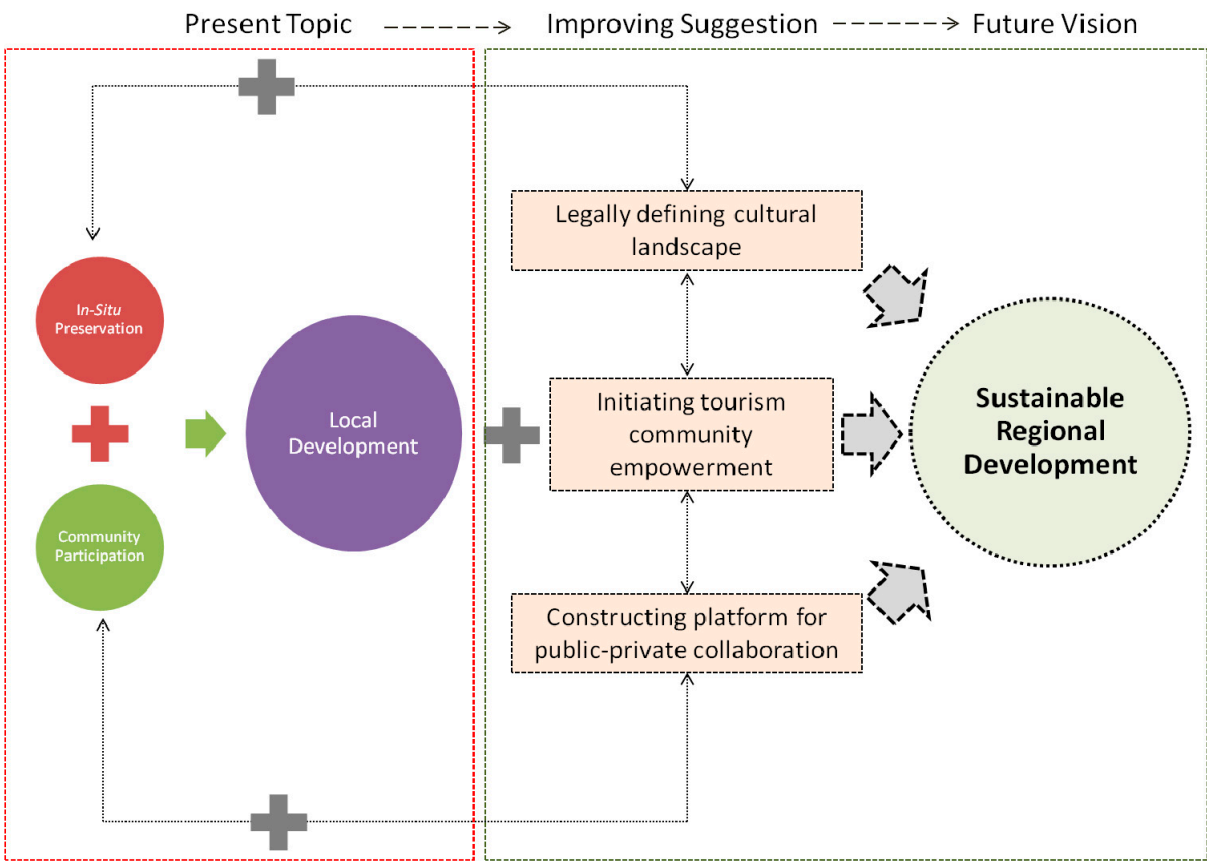 Present Topic
Improving Suggestion
Future Vision
In-Situ
Preservation
Community
Participation
Local
Development
Legally defining cultural
landscape
Initiating tourism
community
empowerment
Constructing platform for
public-private collaboration
Sustainable
Regional
Development